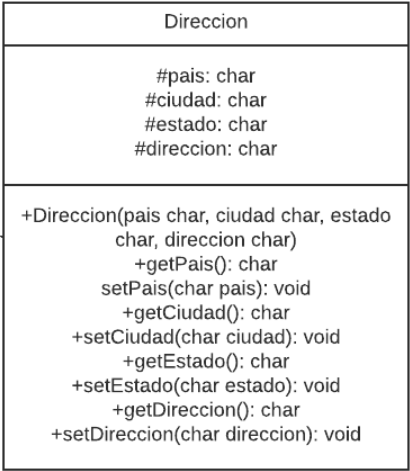 Direccion
#pais: char
#ciudad: char
#estado: char
#direccion: char
+Direccion(pais char, ciudad char, estado
char, direccion char)
+getPais(): char
setPais(char pais): void
+getCiudad(): char
+setCiudad(char ciudad): void
+getEstado(): char
+setEstado(char estado): void
+getDireccion(): char
+setDireccion(char direccion): void